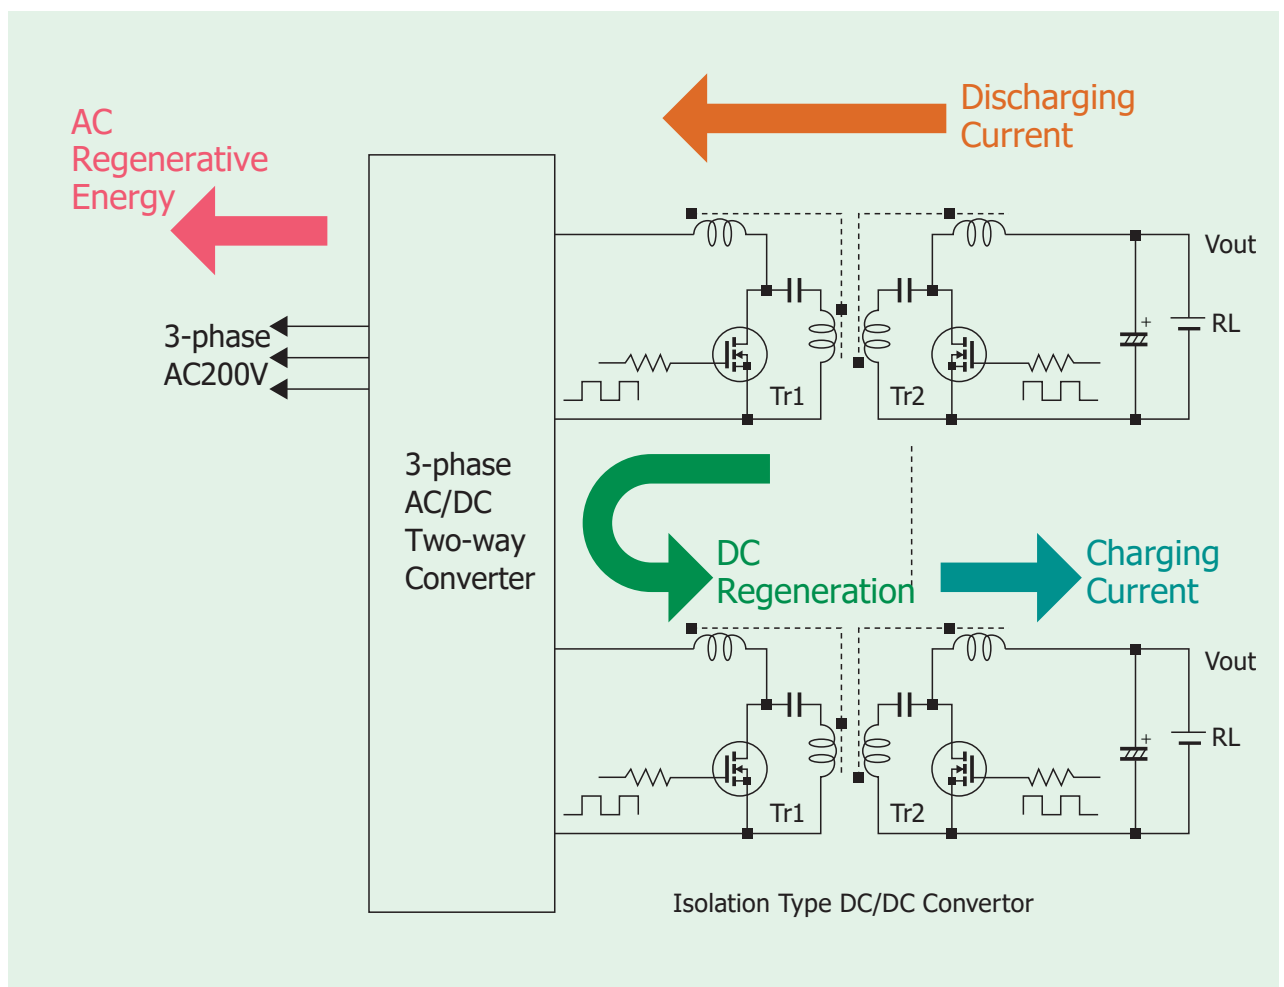 Discharging
Current
AC
Regenerative
Energy
Vout
3-phase
AC200V
RL
Tr1
Tr2
3-phase
AC/DC
Two-way
Converter
DC
Regeneration
Charging
Current
Vout
RL
Tr1
Tr2
Isolation Type DC/DC Convertor